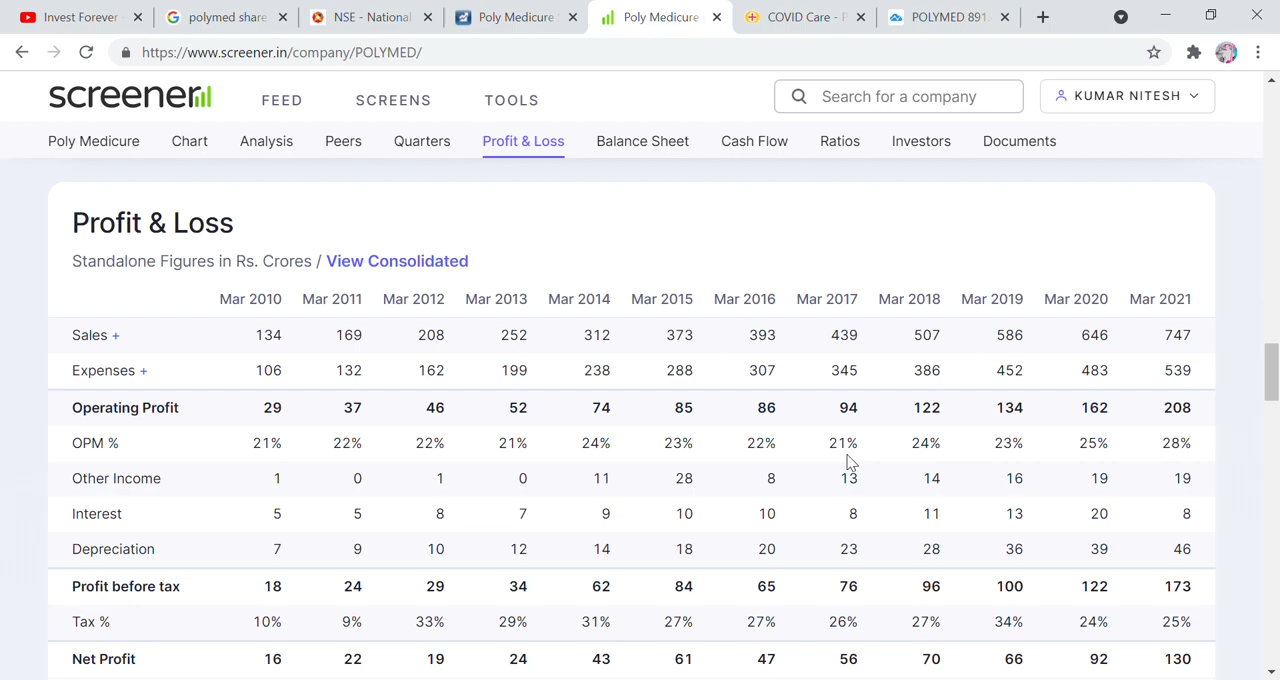 Invest Forever
polymed share
NSE - National
Poly Medicure
Poly Medicure
COVID Care - P
POLYMED 891.
https://www.screener.in/company/POLYMED/
screener
FEED
SCREENS
TOOLS
Search for a company
KUMAR NITESH
Poly Medicure Chart Analysis Peers Quarters Profit & Loss Balance Sheet Cash Flow Ratios Investors Documents
Profit & Loss
Standalone Figures in Rs. Crores / View Consolidated
Mar 2010 Mar 2011 Mar 2012 Mar 2013 Mar 2014 Mar 2015 Mar 2016 Mar 2017 Mar 2018 Mar 2019 Mar 2020 Mar 2021
Sales + 134 169 208 252 312 373 393 439 507 586 646 747
Expenses + 106 132 162 199 238 288 307 345 386 452 483 539
Operating Profit 29 37 46 52 74 85 86 94 122 134 162 208
OPM % 21% 22% 22% 21% 24% 23% 22% 21% 24% 23% 25% 28%
Other Income 1 0 1 0 11 28 8 13 14 16 19 19
Interest 5 5 8 7 9 10 10 8 11 13 20 8
Depreciation 7 9 10 12 14 18 20 23 28 36 39 46
Profit before tax 18 24 29 34 62 84 65 76 96 100 122 173
Tax % 10% 9% 33% 29% 31% 27% 27% 26% 27% 34% 24% 25%
Net Profit 16 22 19 24 43 61 47 56 70 66 92 130